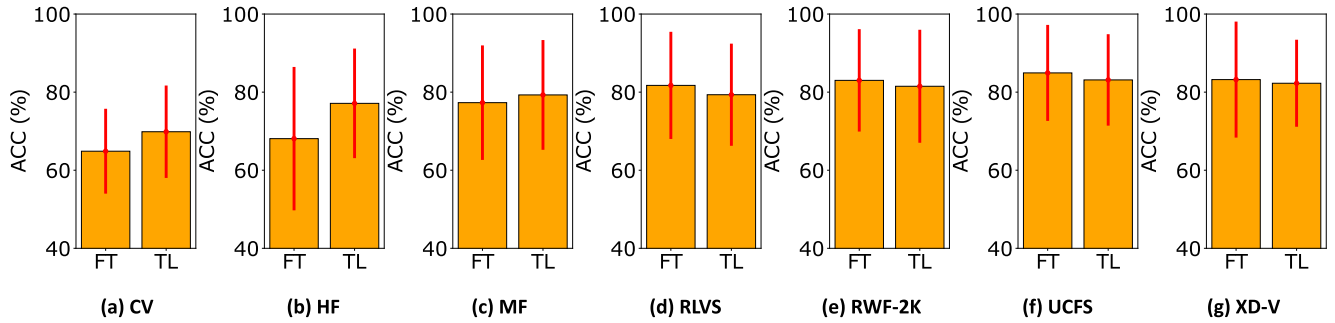 ACC (%)
100
80
60
40
FT TL
(a) CV
ACC (%)
100
80
60
40
FT TL
(b) HF
ACC (%)
100
80
60
40
FT TL
(c) MF
ACC (%)
100
80
60
40
FT TL
(d) RLVS
ACC (%)
100
80
60
40
FT TL
(e) RWF-2K
ACC (%)
100
80
60
40
FT TL
(f) UCFS
ACC (%)
100
80
60
40
FT TL
(g) XD-V